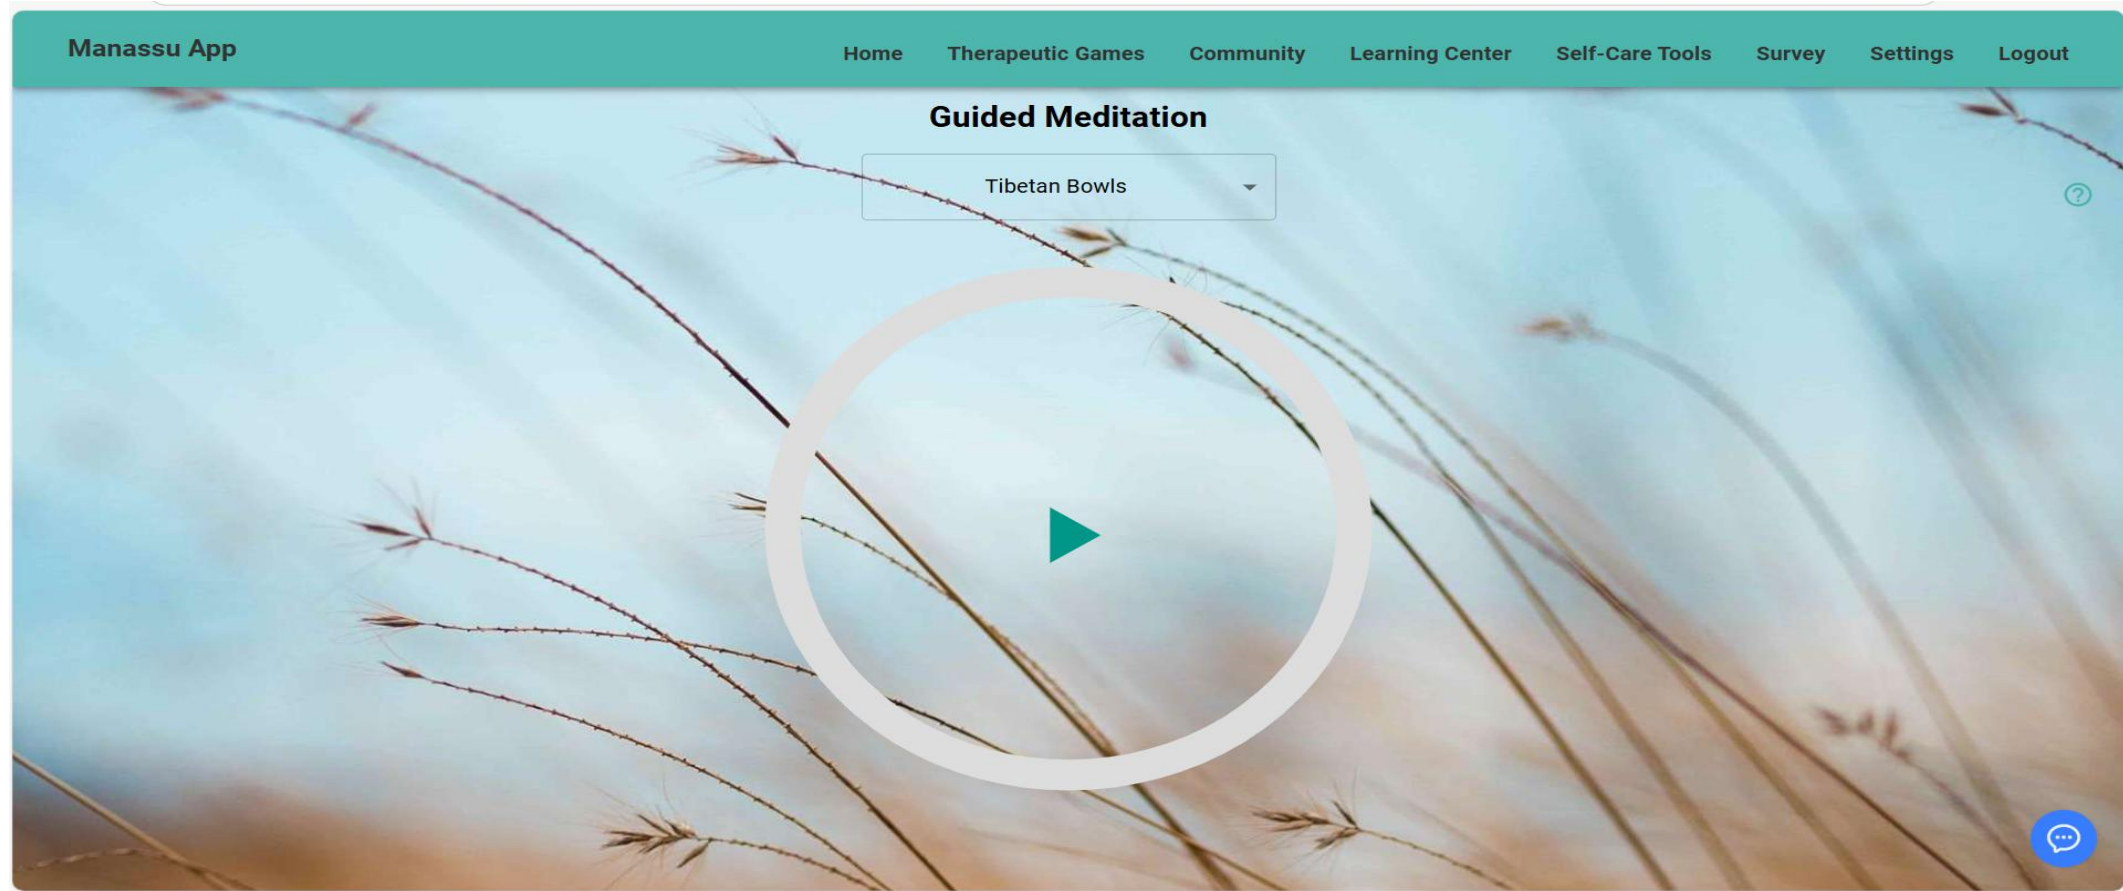 Manassu App
Home Therapeutic Games Community Learning Center Self-Care Tools Survey Settings Logout
Guided Meditation
Tibetan Bowls
?